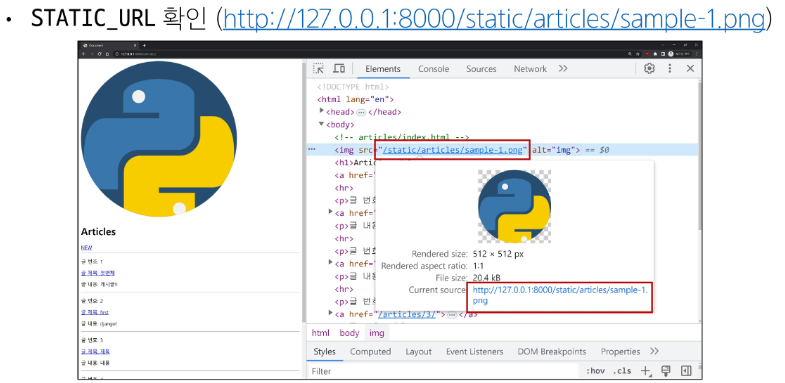 • STATIC_URL 확인 (http://127.0.0.1:8000/static/articles/sample-1.png)
Articles
NEW
글 번호: 1
글 내용: 게시글1
글 번호: 2
글 제목: first
글 내용: django!
글 번호: 3
글 제목: 제목
글 내용: 내용
Elements Console Sources Network
<!DOCTYPE html>
<html lang="en">
<head> </head>
<body>
<!-- articles/index.html -->
<img src="/static/articles/sample-1.png" alt="img"> == $0
<h1>Arti
<a href="
<hr>
<p>글 번호
<a href="
<p>글 내용
<hr>
<p>글 번호
<a href="
<p>글 내용
<hr>
<p>글 번호
<a href="/articles/3/"> </a>
Rendered size: 512 × 512 px
Rendered aspect ratio: 1:1
File size: 20.4 kB
Current source: http://127.0.0.1:8000/static/articles/sample-1.
png
html body img
Styles Computed Layout Event Listeners DOM Breakpoints Properties
Filter :hov .cls